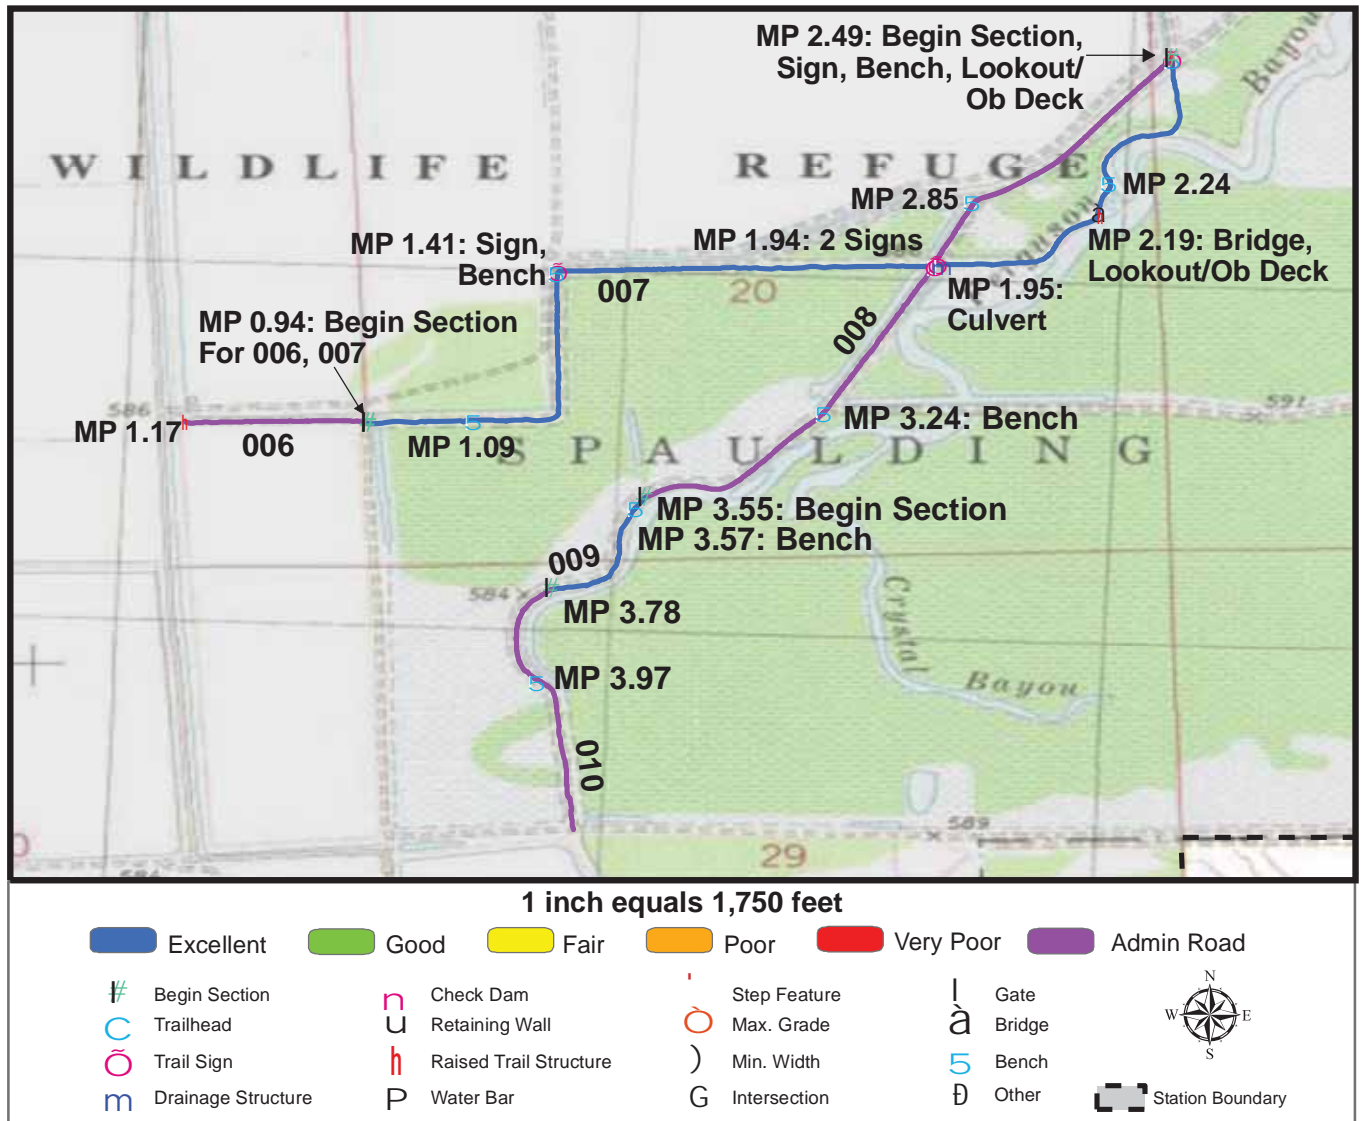 MP 2.49: Begin Section,
Sign, Bench, Lookout/
Ob Deck
Bayou
WILDLIFE REFUGE
MP 2.24
MP 2.85
MP 1.41: Sign,
Bench
MP 1.94: 2 Signs
MP 2.19: Bridge,
Lookout/Ob Deck
007
20
MP 1.95:
Culvert
MP 0.94: Begin Section
For 006, 007
008
586
591
MP 1.17
006
MP 1.09
MP 3.24: Bench
SPAULDING
MP 3.55: Begin Section
MP 3.57: Bench
009
584
MP 3.78
Crystal
Bayou
MP 3.97
010
589
29
1 inch equals 1,750 feet
Excellent Good Fair Poor Very Poor Admin Road
# Begin Section
C Trailhead
Õ Trail Sign
m Drainage Structure
n Check Dam
u Retaining Wall
h Raised Trail Structure
P Water Bar
' Step Feature
Ò Max. Grade
) Min. Width
G Intersection
l Gate
à Bridge
5 Bench
Ð Other
N
W E
S
Station Boundary